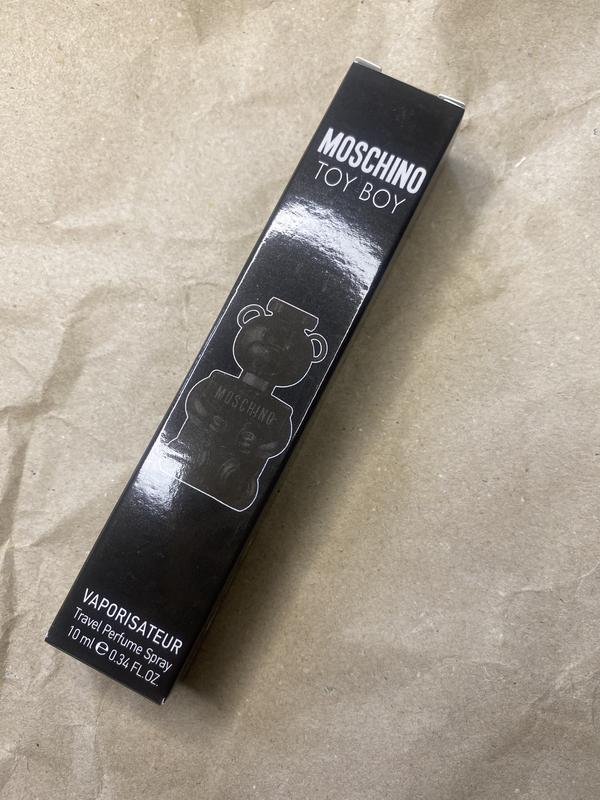 MOSCHINO
TOY BOY
MOSCHINO
VAPORISATEUR
Travel Perfume Spray
10 ml ℮ 0.34 FL.OZ.